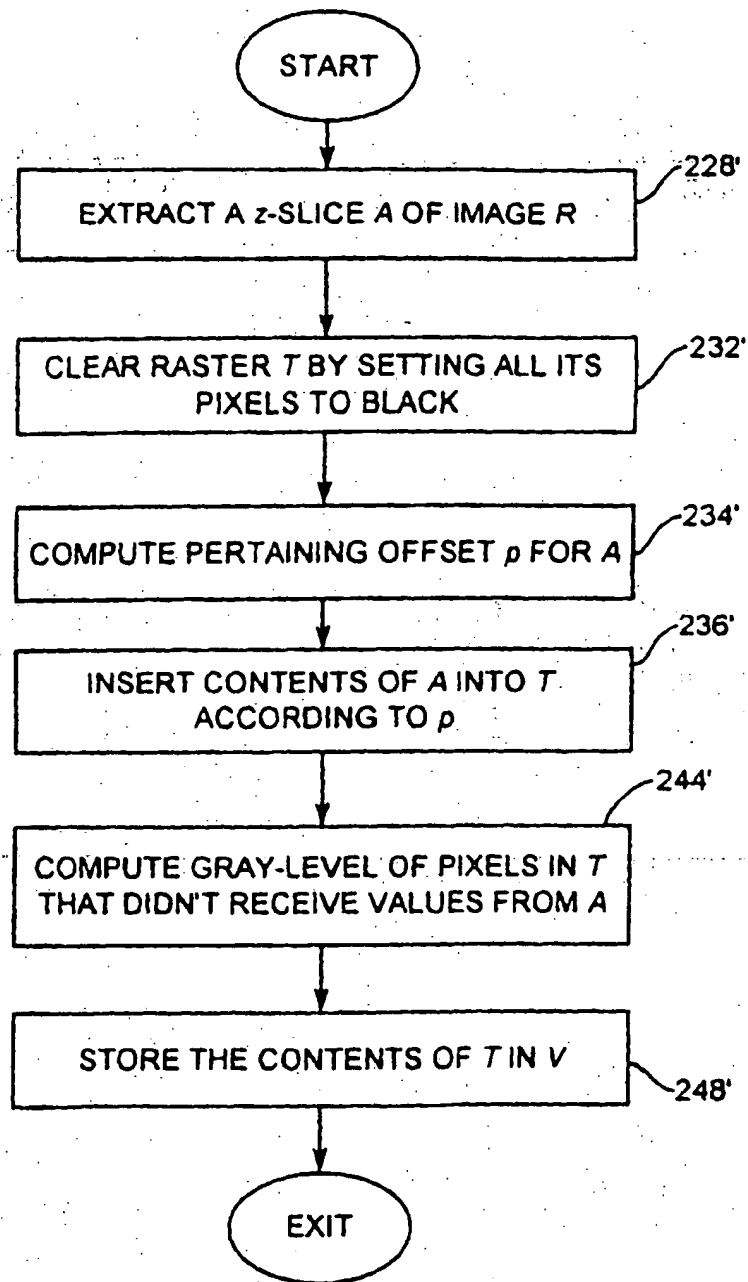 START
228'
EXTRACT A z-SLICE A OF IMAGE R
232'
CLEAR RASTER T BY SETTING ALL ITS
PIXELS TO BLACK
234'
COMPUTE PERTAINING OFFSET p FOR A
236'
INSERT CONTENTS OF A INTO T
ACCORDING TO p
244'
COMPUTE GRAY-LEVEL OF PIXELS IN T
THAT DIDN'T RECEIVE VALUES FROM A
STORE THE CONTENTS OF T IN V
248'
EXIT